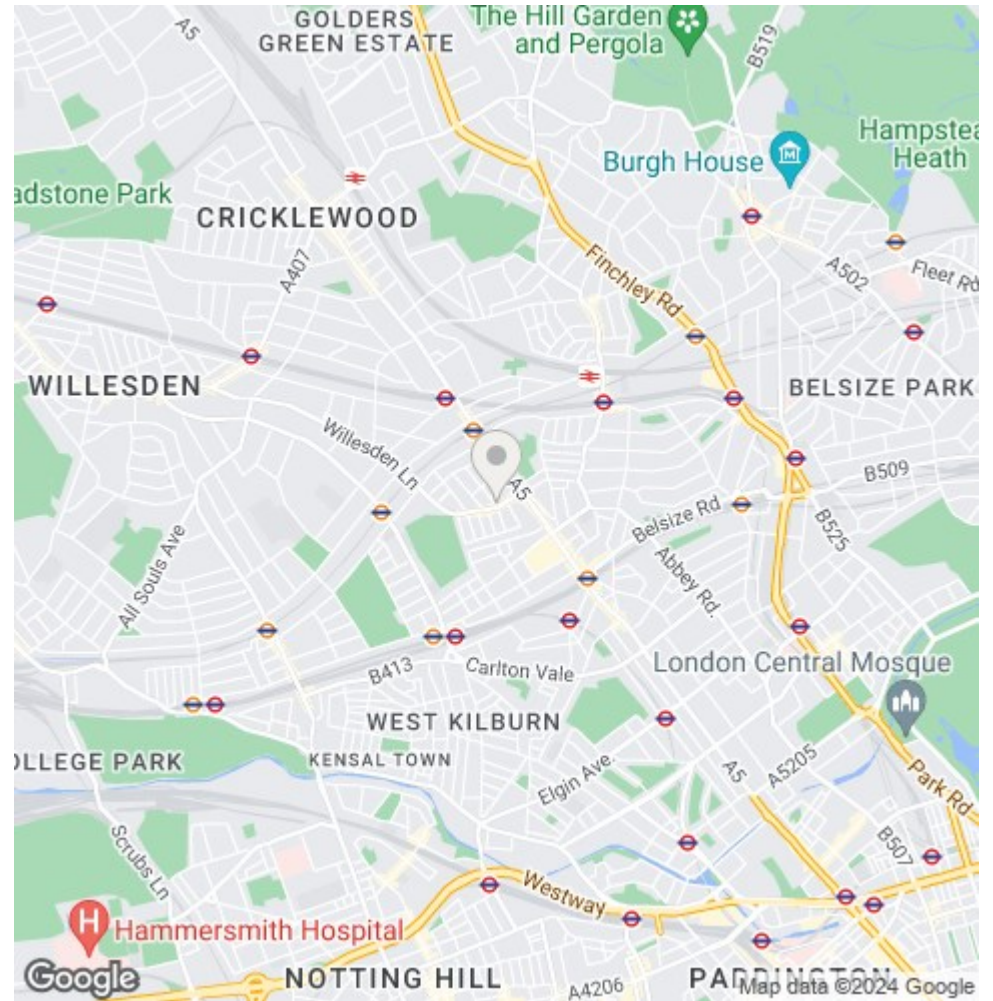 A5
GOLDERS
GREEN ESTATE
The Hill Garden
and Pergola
B519
Hampstea
Heath
Burgh House
adstone Park
CRICKLEWOOD
A407
Finchley Rd
A502
Fleet Rd
WILLESDEN
BELSIZE PARK
Willesden Ln
A5
B509
Belsize Rd
B525
All Souls Ave
Abbey Rd.
B413
Carlton Vale
London Central Mosque
WEST KILBURN
OLLEGE PARK
KENSAL TOWN
Elgin Ave.
A5
A5205
Park Rd
Scrubs Ln
B507
Westway
H
Hammersmith Hospital
Google
NOTTING HILL
A4206
PADDINGTON
Map data ©2024 Google